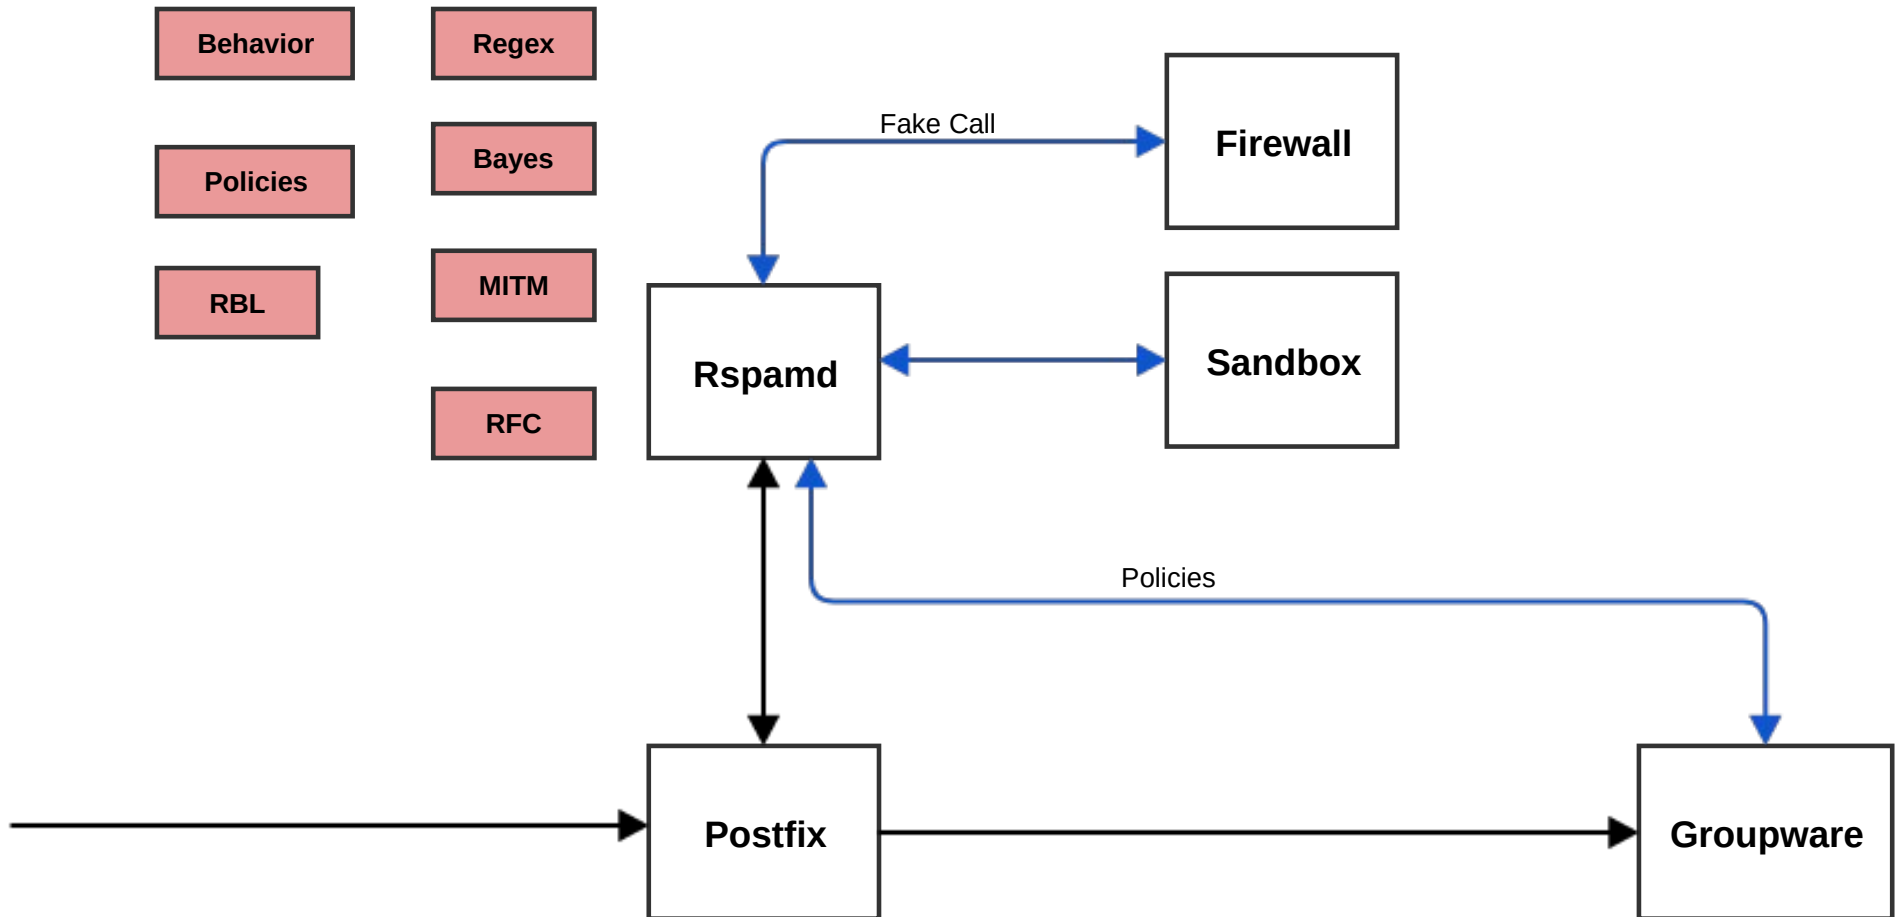 Behavior
Regex
Fake Call
Firewall
Bayes
Policies
MITM
RBL
Rspamd
Sandbox
RFC
Policies
Postfix
Groupware